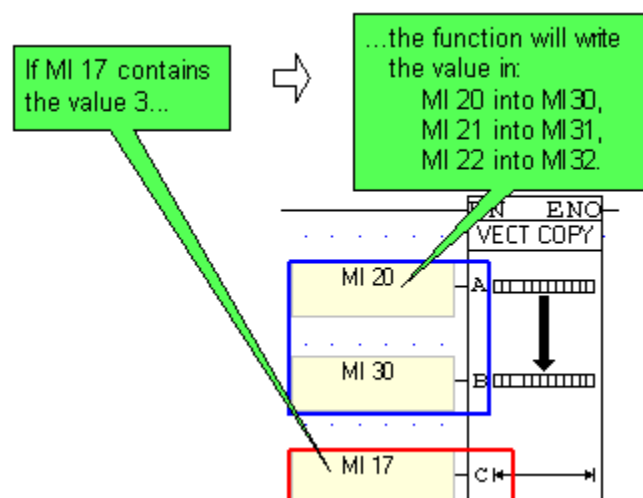 If MI 17 contains
the value 3...
...the function will write
the value in:
MI 20 into MI30,
MI 21 into MI31,
MI 22 into MI32.
EN ENO
VECT COPY
MI 20
A
MI 30
B
MI 17
C